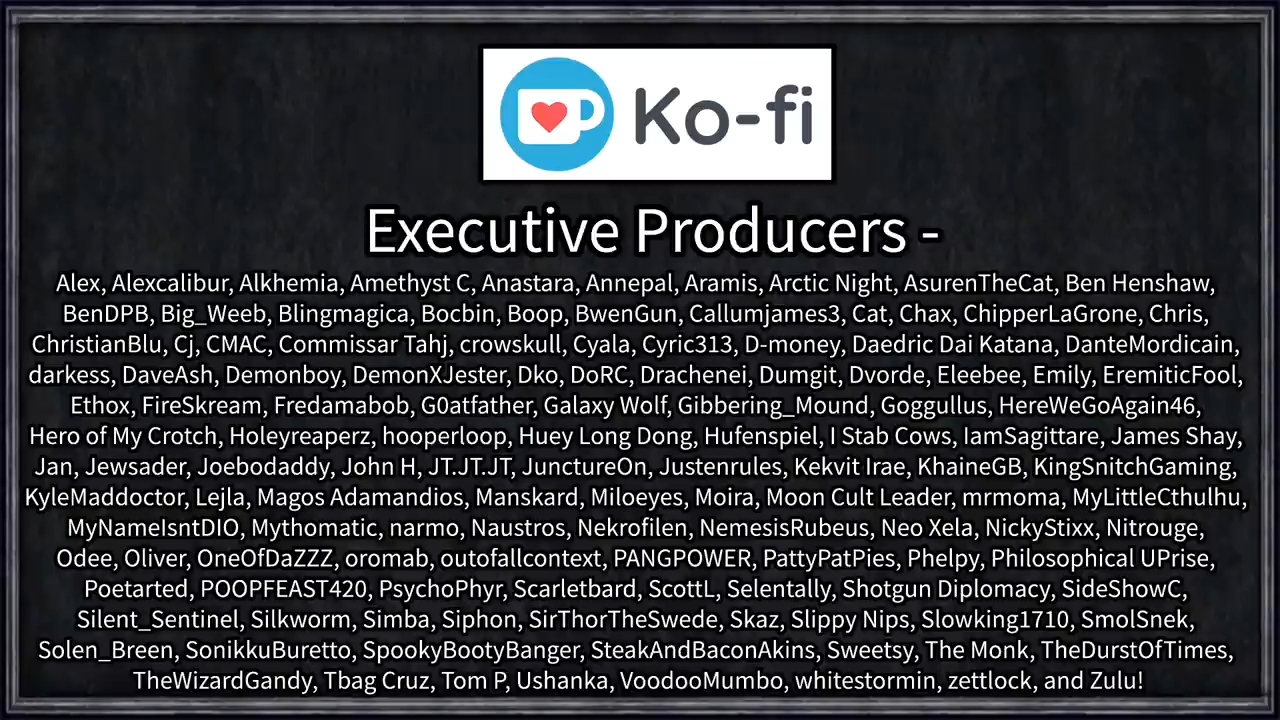 Ko-fi
Executive Producers -
Alex, Alexcalibur, Alkhemia, Amethyst C, Anastara, Annepal, Aramis, Arctic Night, AsurenTheCat, Ben Henshaw,
BenDPB, Big_Weeb, Blingmagica, Bocbin, Boop, BwenGun, Callumjames3, Cat, Chax, ChipperLaGrone, Chris,
ChristianBlu, Cj, CMAC, Commissar Tahj, crowskull, Cyala, Cyric313, D-money, Daedric Dai Katana, DanteMordicain,
darkess, DaveAsh, Demonboy, DemonXJester, Dko, DoRC, Drachenei, Dumgit, Dvorde, Eleebee, Emily, EremiticFool,
Ethox, FireSkream, Fredamabob, G0atfather, Galaxy Wolf, Gibbering_Mound, Goggullus, HereWeGoAgain46,
Hero of My Crotch, Holeyreaperz, hooperloop, Huey Long Dong, Hufenspiel, I Stab Cows, IamSagittare, James Shay,
Jan, Jewsader, Joebodaddy, John H, JT.JT.JT, JunctureOn, Justenrules, Kekvit Irae, KhaineGB, KingSnitchGaming,
KyleMaddoctor, Lejla, Magos Adamandios, Manskard, Miloeyes, Moira, Moon Cult Leader, mrmoma, MyLittleCthulhu,
MyNameIsntDIO, Mythomatic, narmo, Naustros, Nekrofilen, NemesisRubeus, Neo Xela, NickyStixx, Nitrouge,
Odee, Oliver, OneOfDaZZZ, oromab, outofallcontext, PANGPOWER, PattyPatPies, Phelpy, Philosophical UPrise,
Poetarted, POOPFEAST420, PsychoPhyr, Scarletbard, ScottL, Selentally, Shotgun Diplomacy, SideShowC,
Silent_Sentinel, Silkworm, Simba, Siphon, SirThorTheSwede, Skaz, Slippy Nips, Slowking1710, SmolSnek,
Solen_Breen, SonikkuBuretto, SpookyBootyBanger, SteakAndBaconAkins, Sweetsy, The Monk, TheDurstOfTimes,
TheWizardGandy, Tbag Cruz, Tom P, Ushanka, VoodooMumbo, whitestormin, zettlock, and Zulu!